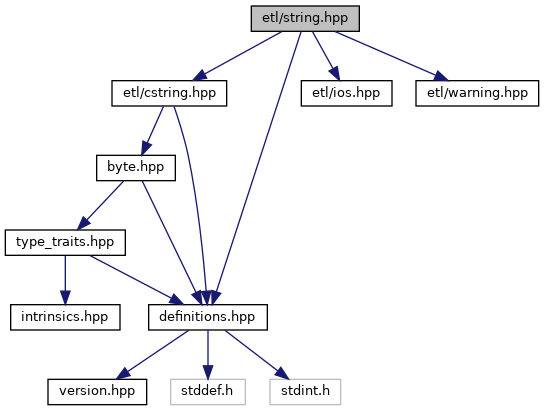 etl/string.hpp
etl/cstring.hpp
etl/ios.hpp
etl/warning.hpp
byte.hpp
type_traits.hpp
intrinsics.hpp
definitions.hpp
version.hpp
stddef.h
stdint.h